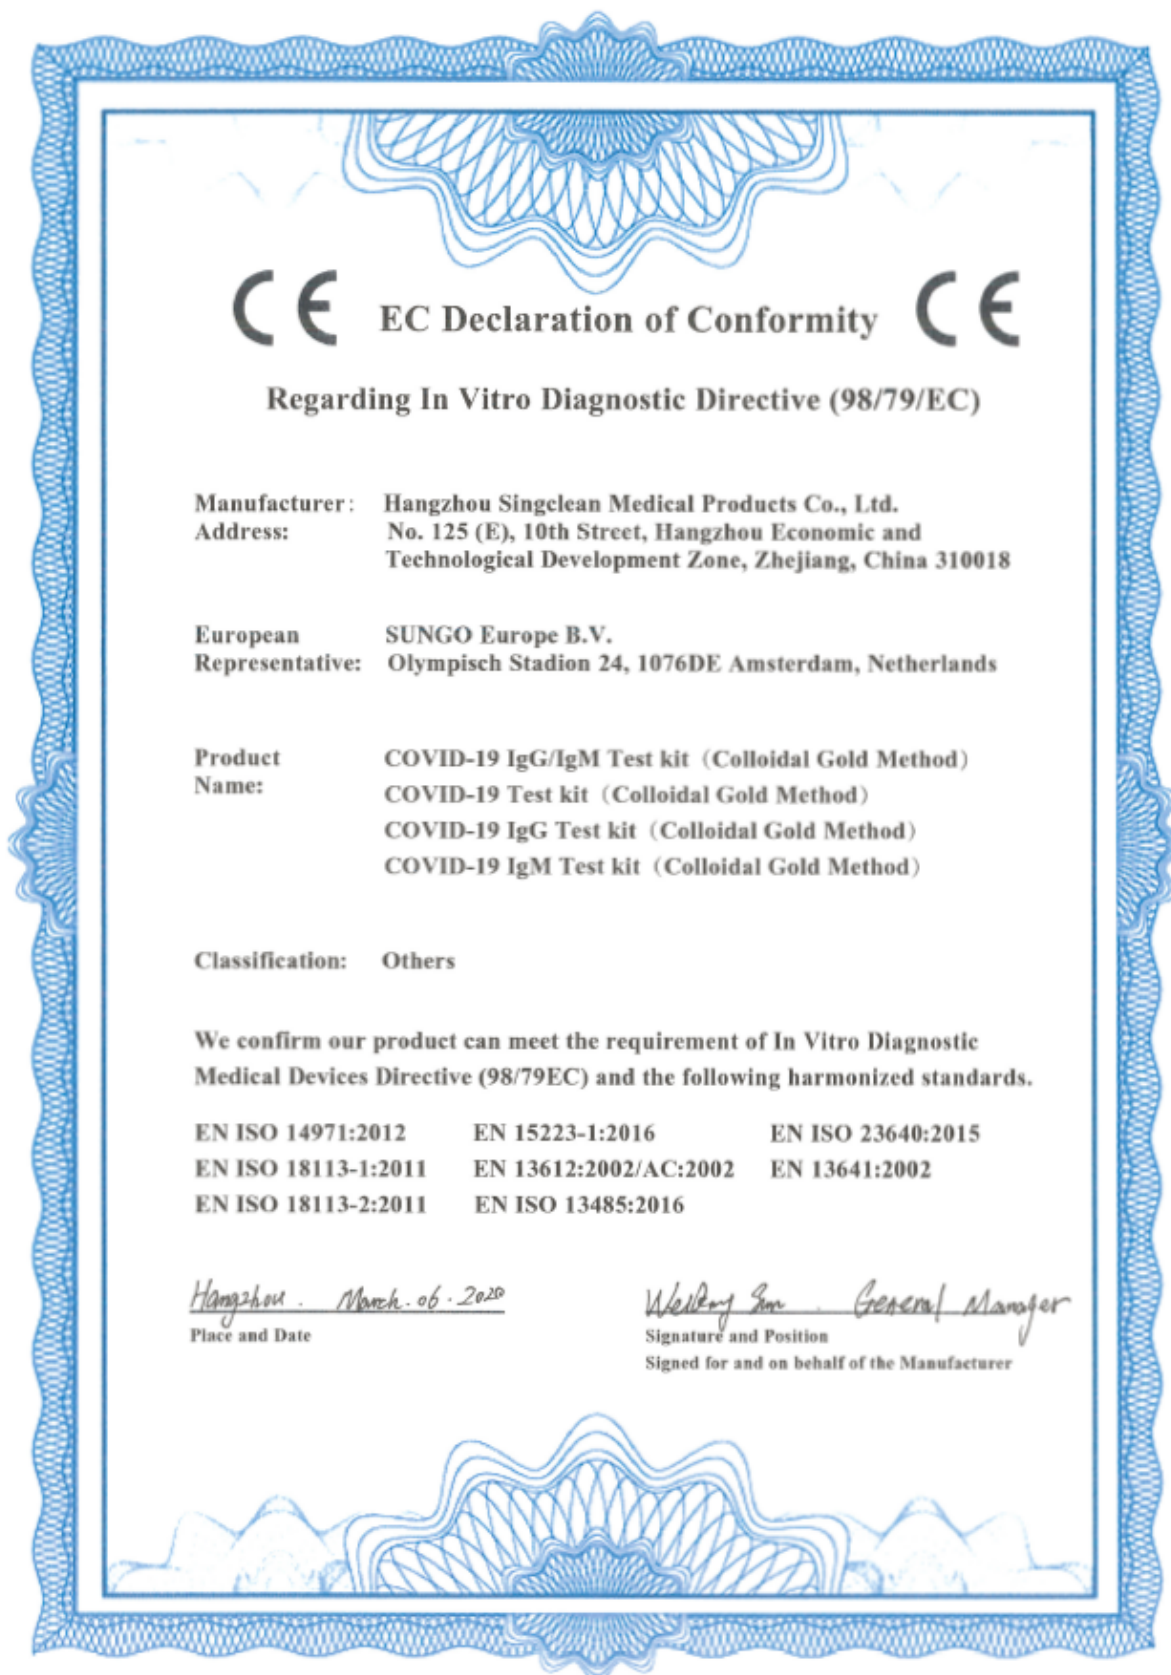 CE EC Declaration of Conformity CE
Regarding In Vitro Diagnostic Directive (98/79/EC)
Manufacturer: Hangzhou Singclean Medical Products Co., Ltd.
Address: No. 125 (E), 10th Street, Hangzhou Economic and
Technological Development Zone, Zhejiang, China 310018
European SUNGO Europe B.V.
Representative: Olympisch Stadion 24, 1076DE Amsterdam, Netherlands
Product COVID-19 IgG/IgM Test kit（Colloidal Gold Method）
Name:
COVID-19 Test kit（Colloidal Gold Method）
COVID-19 IgG Test kit（Colloidal Gold Method）
COVID-19 IgM Test kit（Colloidal Gold Method）
Classification: Others
We confirm our product can meet the requirement of In Vitro Diagnostic
Medical Devices Directive (98/79EC) and the following harmonized standards.
EN ISO 14971:2012 EN 15223-1:2016 EN ISO 23640:2015
EN ISO 18113-1:2011 EN 13612:2002/AC:2002 EN 13641:2002
EN ISO 18113-2:2011 EN ISO 13485:2016
Hangzhou. March.06.2020 Sun. General Manager
Place and Date Signature and Position
Signed for and on behalf of the Manufacturer